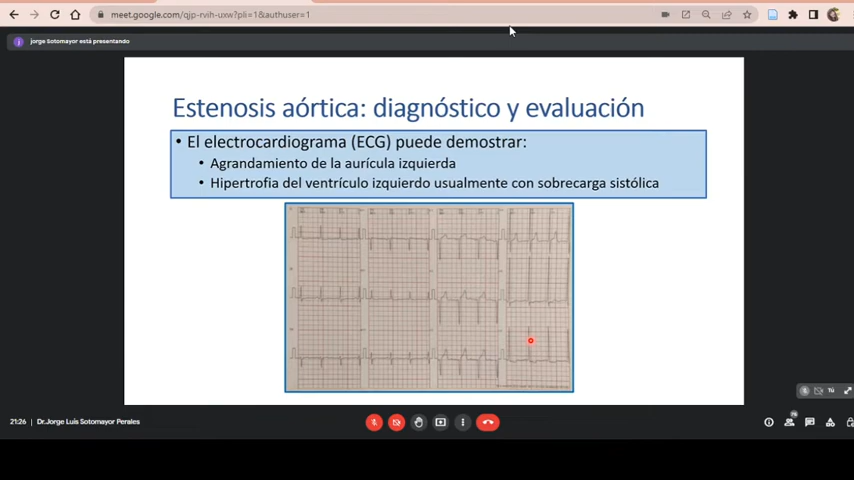 meet.google.com/qjp-rvih-uxw?pli=1&authuser=1
j jorge Sotomayor está presentando
Estenosis aórtica: diagnóstico y evaluación
• El electrocardiograma (ECG) puede demostrar:
• Agrandamiento de la aurícula izquierda
• Hipertrofia del ventrículo izquierdo usualmente con sobrecarga sistólica
Tú
21:26 | Dr.Jorge Luis Sotomayor Perales